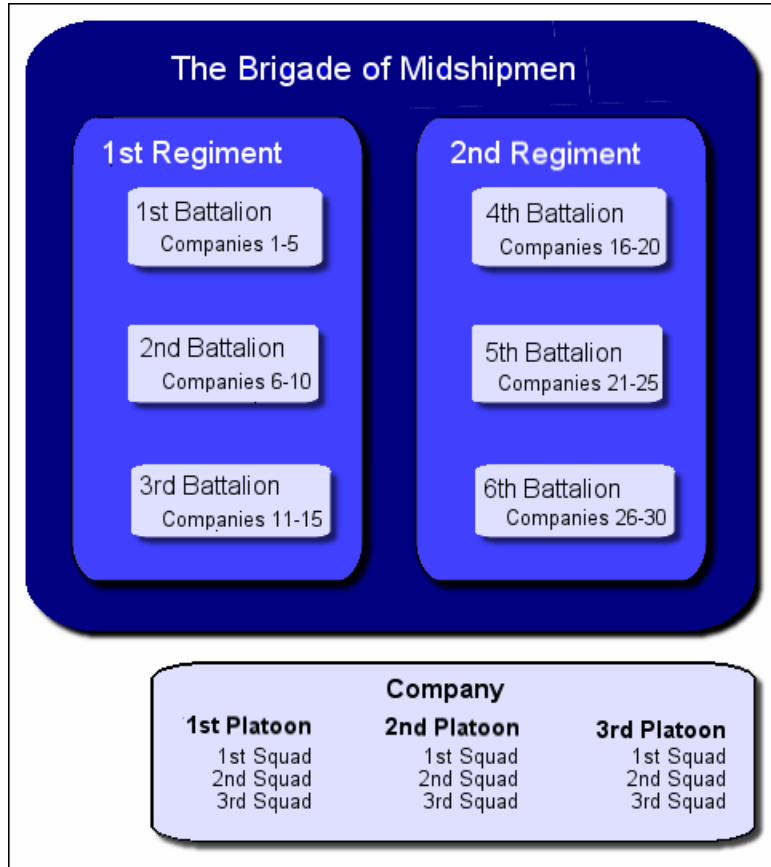 The Brigade of Midshipmen
1st Regiment
1st Battalion
Companies 1-5
2nd Battalion
Companies 6-10
3rd Battalion
Companies 11-15
2nd Regiment
4th Battalion
Companies 16-20
5th Battalion
Companies 21-25
6th Battalion
Companies 26-30
Company
1st Platoon
1st Squad
2nd Squad
3rd Squad
2nd Platoon
1st Squad
2nd Squad
3rd Squad
3rd Platoon
1st Squad
2nd Squad
3rd Squad